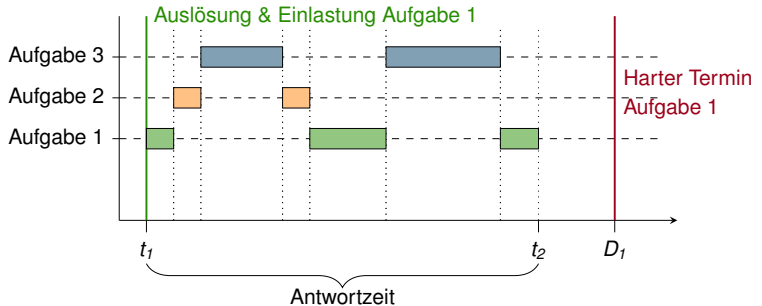 Auslösung & Einlastung Aufgabe 1
Aufgabe 3
Aufgabe 2
Aufgabe 1
Harter Termin
Aufgabe 1
t1
t2
D1
Antwortzeit